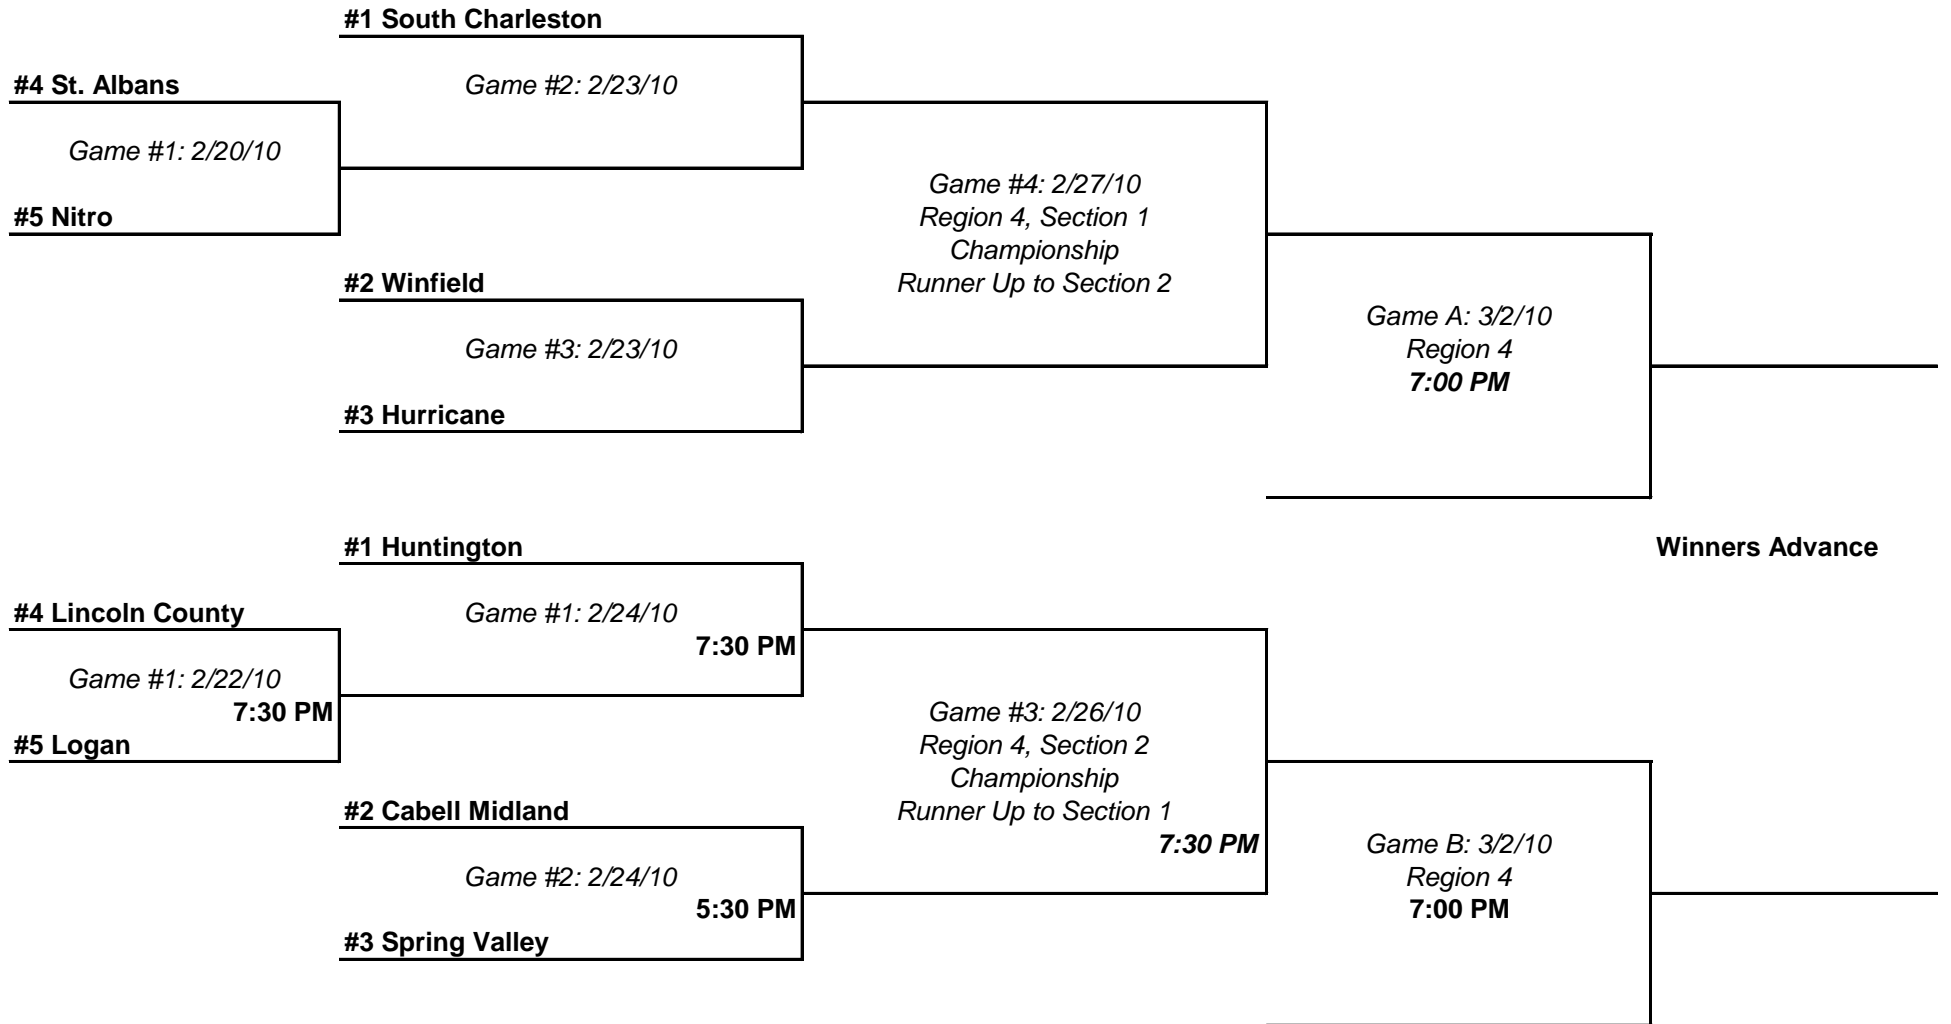 #1 South Charleston
#4 St. Albans
Game #2: 2/23/10
Game #1: 2/20/10
#5 Nitro
Game #4: 2/27/10
Region 4, Section 1
Championship
Runner Up to Section 2
#2 Winfield
Game #3: 2/23/10
#3 Hurricane
Game A: 3/2/10
Region 4
7:00 PM
#1 Huntington
Winners Advance
#4 Lincoln County
Game #1: 2/24/10
7:30 PM
Game #1: 2/22/10
7:30 PM
#5 Logan
Game #3: 2/26/10
Region 4, Section 2
Championship
Runner Up to Section 1
7:30 PM
#2 Cabell Midland
Game #2: 2/24/10
5:30 PM
#3 Spring Valley
Game B: 3/2/10
Region 4
7:00 PM